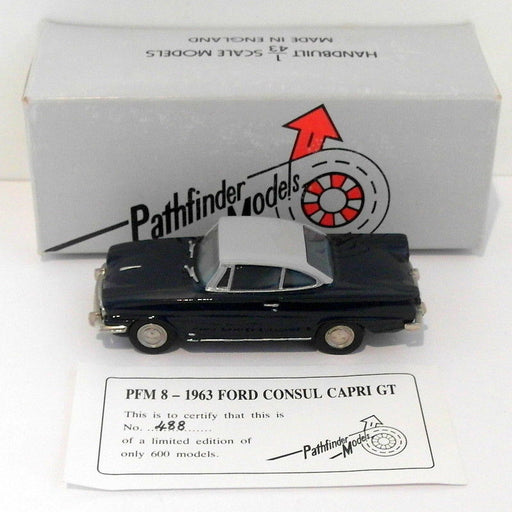 HANDBUILT 1/43 SCALE MODELS
MADE IN ENGLAND
Pathfinder
Models
PFM 8 – 1963 FORD CONSUL CAPRI GT
This is to certify that this is
No. ...488......
of a limited edition of
only 600 models.
Pathfinder
Models